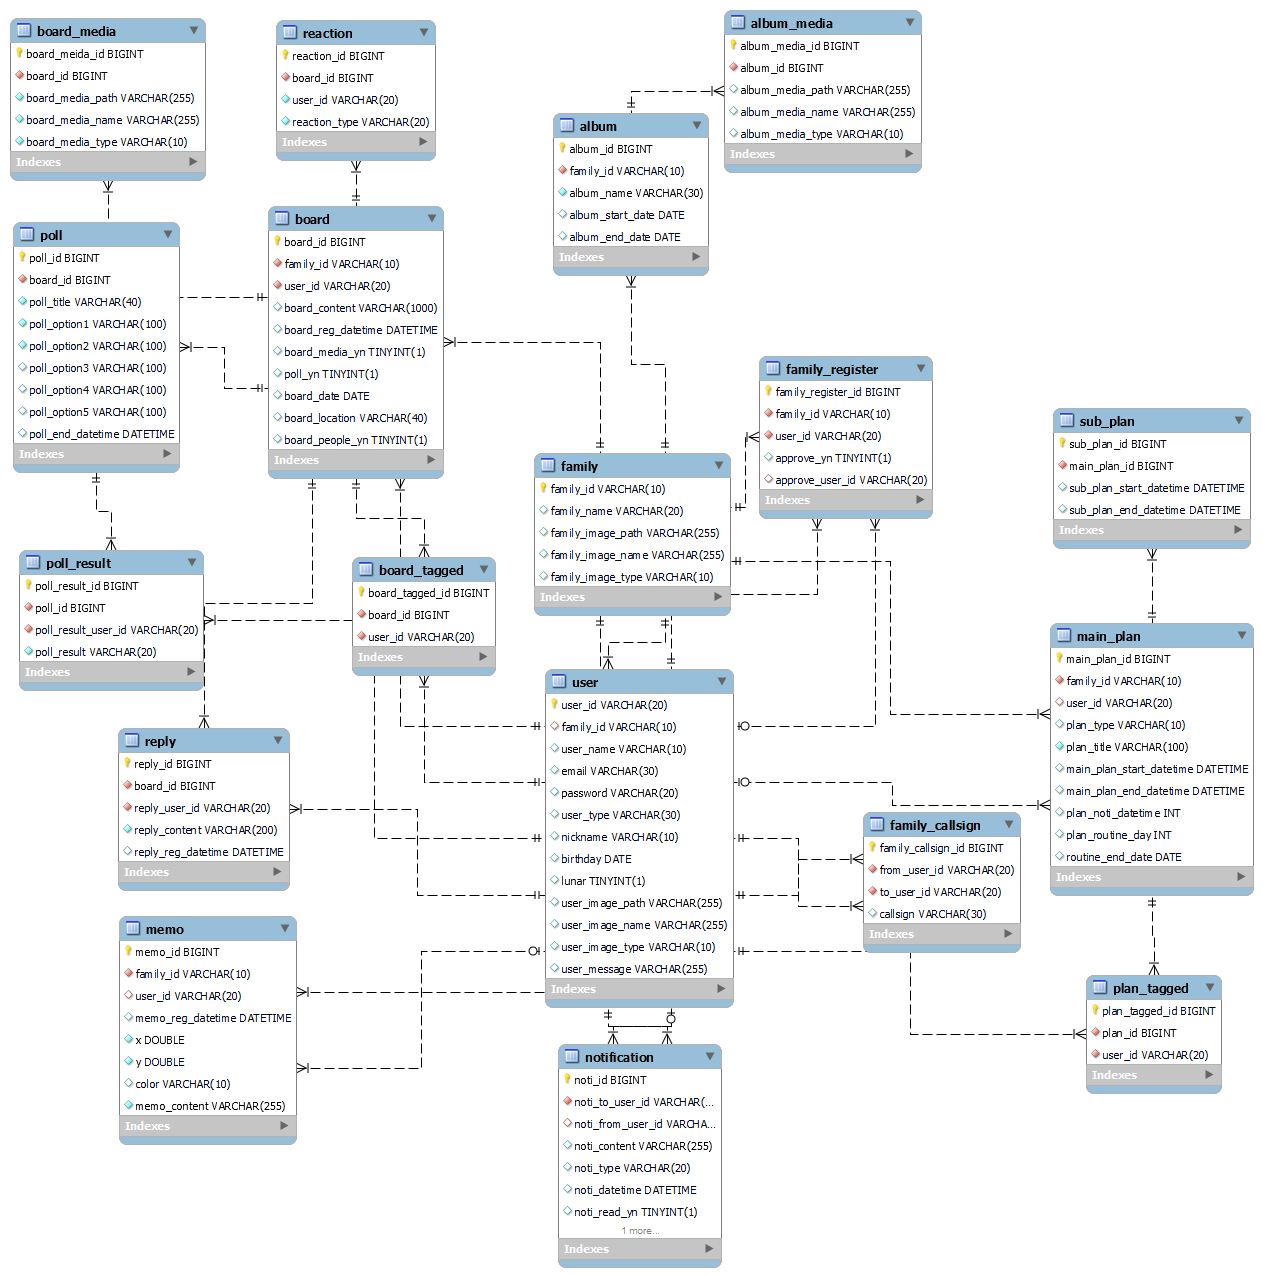 board_media
board_meida_id BIGINT
board_id BIGINT
board_media_path VARCHAR(255)
board_media_name VARCHAR(255)
board_media_type VARCHAR(10)
Indexes
reaction
reaction_id BIGINT
board_id BIGINT
user_id VARCHAR(20)
reaction_type VARCHAR(20)
Indexes
album_media
album_media_id BIGINT
album_id BIGINT
album_media_path VARCHAR(255)
album_media_name VARCHAR(255)
album_media_type VARCHAR(10)
Indexes
album
album_id BIGINT
family_id VARCHAR(10)
album_name VARCHAR(30)
album_start_date DATE
album_end_date DATE
Indexes
poll
poll_id BIGINT
board_id BIGINT
poll_title VARCHAR(40)
poll_option1 VARCHAR(100)
poll_option2 VARCHAR(100)
poll_option3 VARCHAR(100)
poll_option4 VARCHAR(100)
poll_option5 VARCHAR(100)
poll_end_datetime DATETIME
Indexes
board
board_id BIGINT
family_id VARCHAR(10)
user_id VARCHAR(20)
board_content VARCHAR(1000)
board_reg_datetime DATETIME
board_media_yn TINYINT(1)
poll_yn TINYINT(1)
board_date DATE
board_location VARCHAR(40)
board_people_yn TINYINT(1)
Indexes
family_register
family_register_id BIGINT
family_id VARCHAR(10)
user_id VARCHAR(20)
approve_yn TINYINT(1)
approve_user_id VARCHAR(20)
Indexes
sub_plan
sub_plan_id BIGINT
main_plan_id BIGINT
sub_plan_start_datetime DATETIME
sub_plan_end_datetime DATETIME
Indexes
family
family_id VARCHAR(10)
family_name VARCHAR(20)
family_image_path VARCHAR(255)
family_image_name VARCHAR(255)
family_image_type VARCHAR(10)
Indexes
poll_result
poll_result_id BIGINT
poll_id BIGINT
poll_result_user_id VARCHAR(20)
poll_result VARCHAR(20)
Indexes
board_tagged
board_tagged_id BIGINT
board_id BIGINT
user_id VARCHAR(20)
Indexes
main_plan
main_plan_id BIGINT
family_id VARCHAR(10)
user_id VARCHAR(20)
plan_type VARCHAR(10)
plan_title VARCHAR(100)
main_plan_start_datetime DATETIME
main_plan_end_datetime DATETIME
plan_noti_datetime INT
plan_routine_day INT
routine_end_date DATE
Indexes
user
user_id VARCHAR(20)
family_id VARCHAR(10)
user_name VARCHAR(10)
email VARCHAR(30)
password VARCHAR(20)
user_type VARCHAR(30)
nickname VARCHAR(10)
birthday DATE
lunar TINYINT(1)
user_image_path VARCHAR(255)
user_image_name VARCHAR(255)
user_image_type VARCHAR(10)
user_message VARCHAR(255)
Indexes
reply
reply_id BIGINT
board_id BIGINT
reply_user_id VARCHAR(20)
reply_content VARCHAR(200)
reply_reg_datetime DATETIME
Indexes
family_callsign
family_callsign_id BIGINT
from_user_id VARCHAR(20)
to_user_id VARCHAR(20)
callsign VARCHAR(30)
Indexes
memo
memo_id BIGINT
family_id VARCHAR(10)
user_id VARCHAR(20)
memo_reg_datetime DATETIME
x DOUBLE
y DOUBLE
color VARCHAR(10)
memo_content VARCHAR(255)
Indexes
plan_tagged
plan_tagged_id BIGINT
plan_id BIGINT
user_id VARCHAR(20)
Indexes
notification
noti_id BIGINT
noti_to_user_id VARCHAR(...
noti_from_user_id VARCHA...
noti_content VARCHAR(255)
noti_type VARCHAR(20)
noti_datetime DATETIME
noti_read_yn TINYINT(1)
1 more...
Indexes